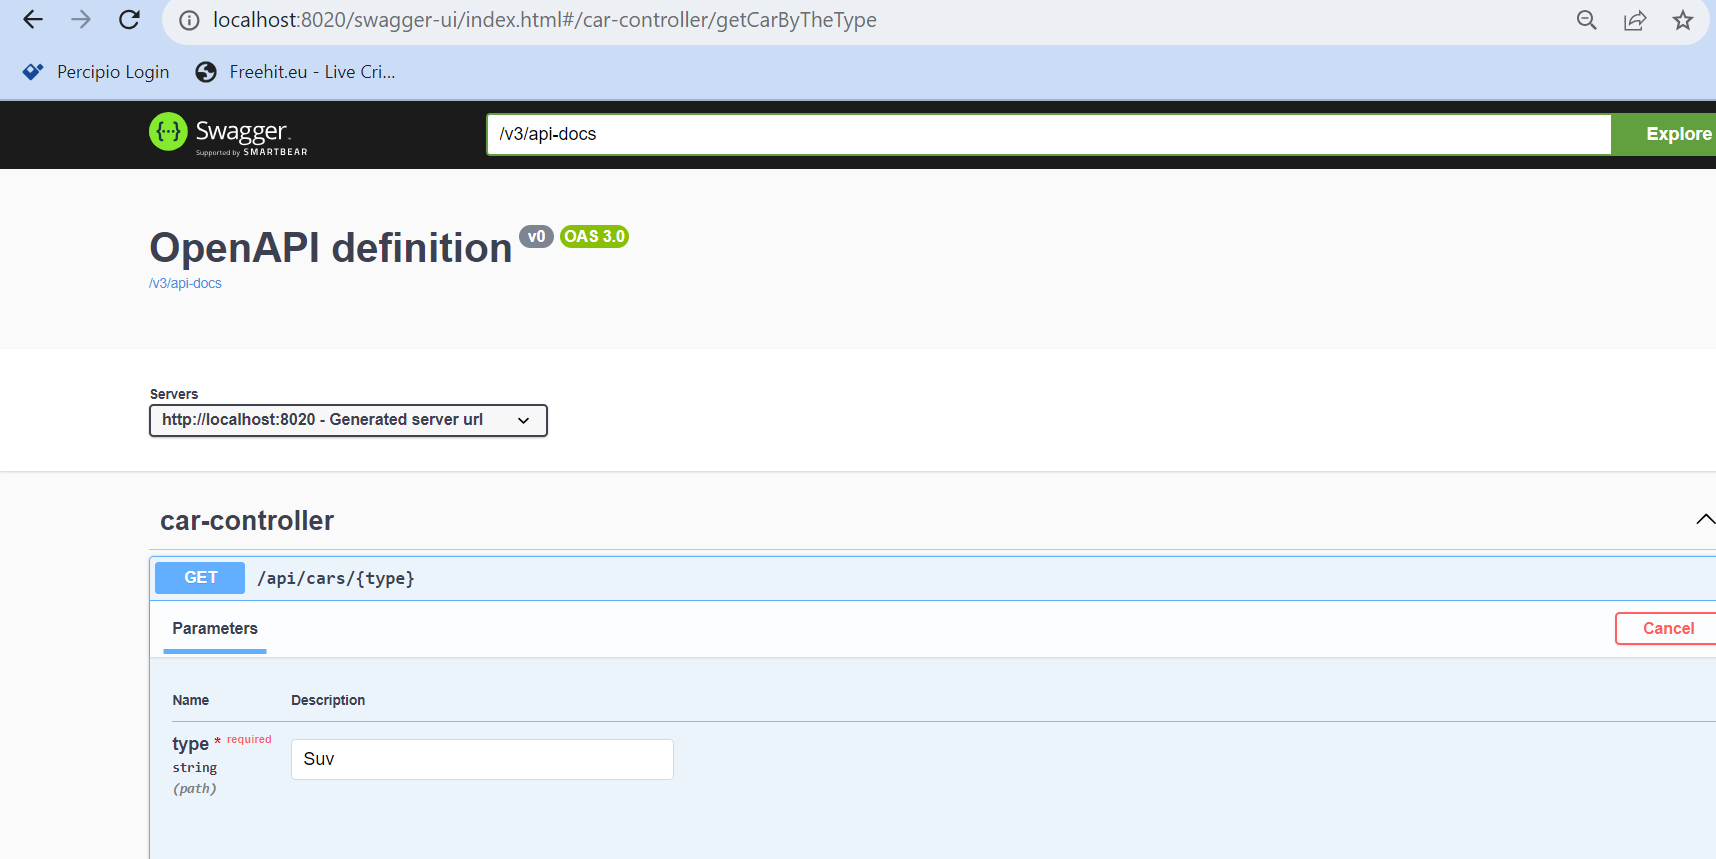 localhost:8020/swagger-ui/index.html#/car-controller/getCarByTheType
Percipio Login Freehit.eu - Live Cri...
Swagger.
Supported by SMARTBEAR
/v3/api-docs
Explore
OpenAPI definition v0 OAS 3.0
/v3/api-docs
Servers
http://localhost:8020 - Generated server url
car-controller
GET /api/cars/{type}
Parameters
Cancel
Name Description
type * required
Suv
string
(path)